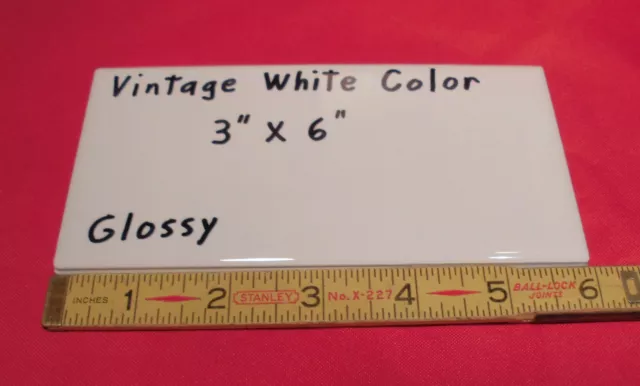 Vintage White Color
3" X 6"
Glossy
INCHES 1 2 STANLEY 3 No. X-227 4 5 BALL-LOCK JOINTS 6